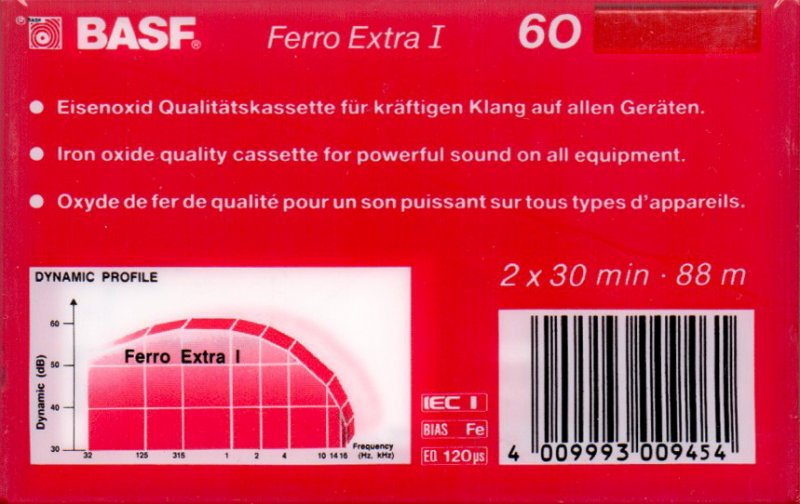 ® BASF BASF® Ferro Extra I 60
Eisenoxid Qualitätskassette für kräftigen Klang auf allen Geräten.
Iron oxide quality cassette for powerful sound on all equipment.
Oxyde de fer de qualité pour un son puissant sur tous types d'appareils.
2 x 30 min · 88 m
DYNAMIC PROFILE
Dynamic (dB)
60
50
40
30
Ferro Extra I
32 125 315 1 2 4 10 14 16
Frequency
(Hz, kHz)
IEC I
BIAS Fe
EQ 120µs
4 009993 009454